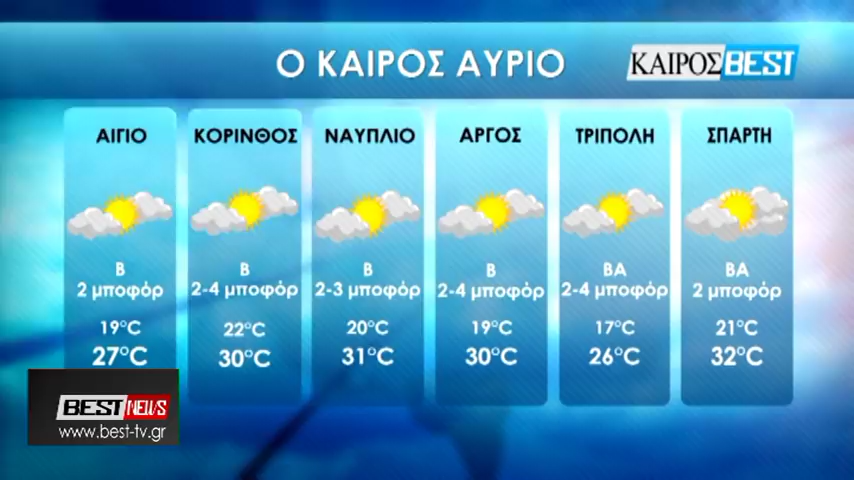 Ο ΚΑΙΡΟΣ ΑΥΡΙΟ
ΚΑΙΡΟΣ BEST
ΑΙΓΙΟ
Β
2 μποφόρ
19°C
27°C
ΚΟΡΙΝΘΟΣ
Β
2-4 μποφόρ
22°C
30°C
ΝΑΥΠΛΙΟ
Β
2-3 μποφόρ
20°C
31°C
ΑΡΓΟΣ
Β
2-4 μποφόρ
19°C
30°C
ΤΡΙΠΟΛΗ
ΒΑ
2-4 μποφόρ
17°C
26°C
ΣΠΑΡΤΗ
ΒΑ
2 μποφόρ
21°C
32°C
BEST NEWS
www.best-tv.gr